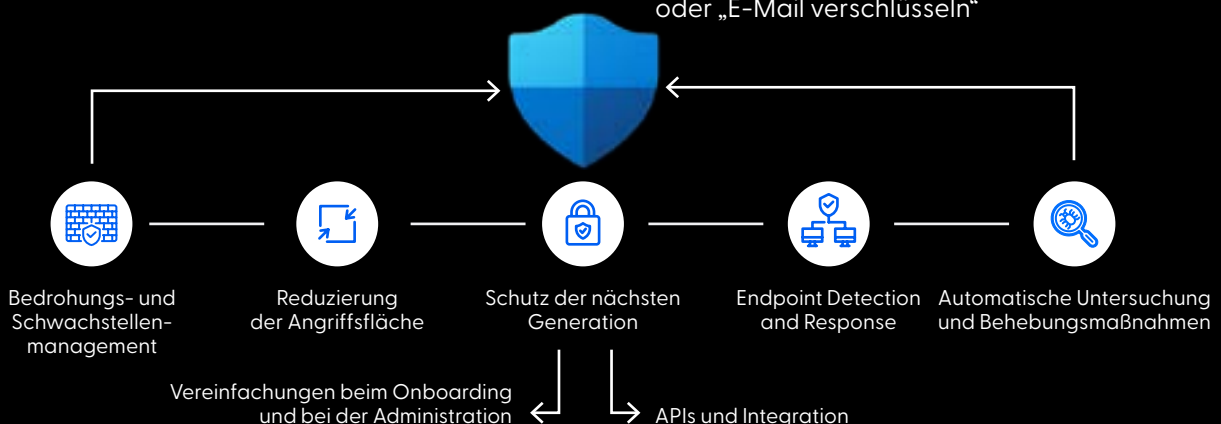 oder „E-Mail verschlüsseln“
Bedrohungs- und
Schwachstellen-
management
Reduzierung
der Angriffsfläche
Schutz der nächsten
Generation
Endpoint Detection
and Response
Automatische Untersuchung
und Behebungsmaßnahmen
Vereinfachungen beim Onboarding
und bei der Administration
APIs und Integration